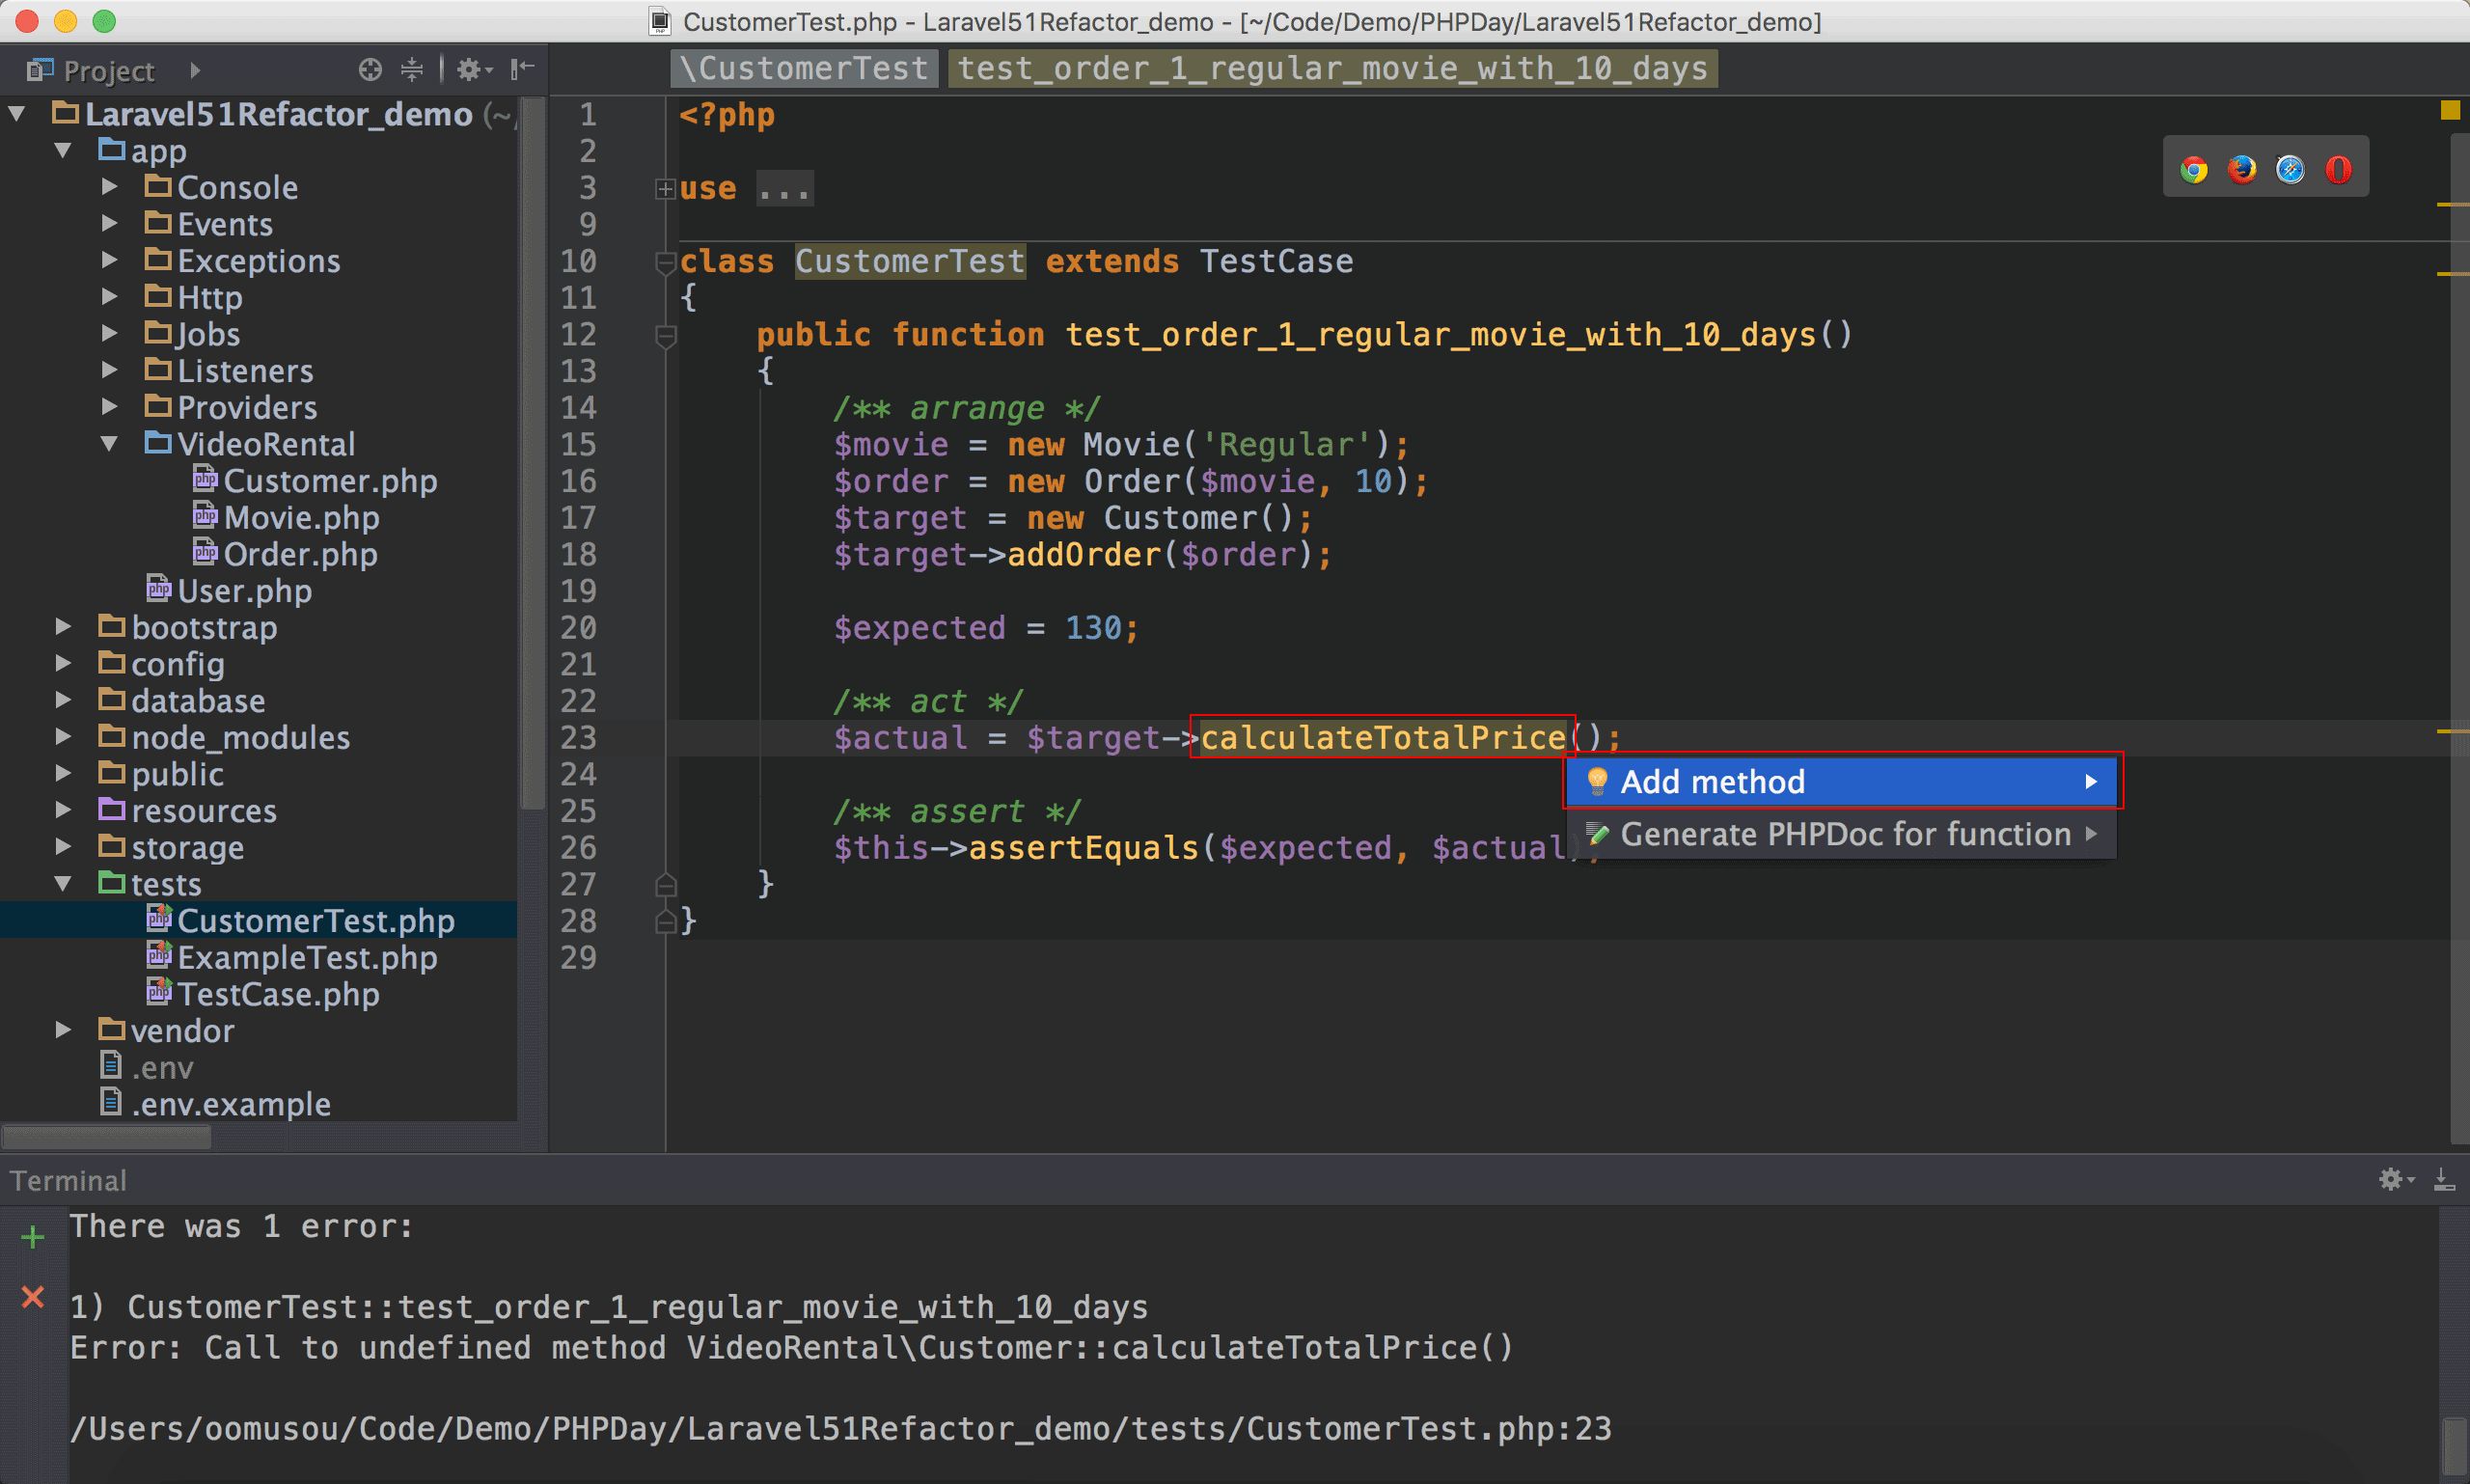 CustomerTest.php - Laravel51Refactor_demo - [~/Code/Demo/PHPDay/Laravel51Refactor_demo]
Project
\CustomerTest test_order_1_regular_movie_with_10_days
Laravel51Refactor_demo (~/
app
Console
Events
Exceptions
Http
Jobs
Listeners
Providers
VideoRental
Customer.php
Movie.php
Order.php
User.php
bootstrap
config
database
node_modules
public
resources
storage
tests
CustomerTest.php
ExampleTest.php
TestCase.php
vendor
.env
.env.example
1 <?php
2
3 use ...
9
10 class CustomerTest extends TestCase
11 {
12 public function test_order_1_regular_movie_with_10_days()
13 {
14 /** arrange */
15 $movie = new Movie('Regular');
16 $order = new Order($movie, 10);
17 $target = new Customer();
18 $target->addOrder($order);
19
20 $expected = 130;
21
22 /** act */
23 $actual = $target->calculateTotalPrice();
24
25 /** assert */
26 $this->assertEquals($expected, $actual);
27 }
28 }
29
Add method
Generate PHPDoc for function
Terminal
There was 1 error:
1) CustomerTest::test_order_1_regular_movie_with_10_days
Error: Call to undefined method VideoRental\Customer::calculateTotalPrice()
/Users/oomusou/Code/Demo/PHPDay/Laravel51Refactor_demo/tests/CustomerTest.php:23